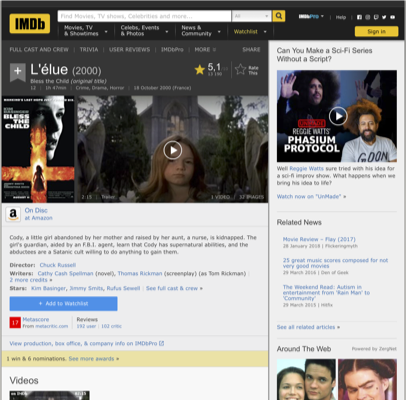 IMDb
Find Movies, TV shows, Celebrities and more...
All
IMDbPro
Help
Movies, TV
& Showtimes
Celebs, Events
& Photos
News &
Community
Watchlist
Sign in
FULL CAST AND CREW
TRIVIA
USER REVIEWS
IMDbPro
MORE
SHARE
L'élue (2000)
Bless the Child (original title)
12 | 1h 47min | Crime, Drama, Horror | 18 October 2000 (France)
5,1
Rate
This
BLESS
THE CHILD
2:15 | Trailer
1 VIDEO
32 IMAGES
On Disc
at Amazon
Cody, a little girl abandoned by her mother and raised by her aunt, a nurse, is kidnapped. The
girl's guardian, aided by an F.B.I. agent, learn that Cody has supernatural abilities, and the
abductees are a Satanic cult willing to do anything to gain them.
Director: Chuck Russell
Writers: Cathy Cash Spellman (novel), Thomas Rickman (screenplay) (as Tom Rickman) |
2 more credits »
Stars: Kim Basinger, Jimmy Smits, Rufus Sewell | See full cast & crew »
+ Add to Watchlist
17
Metascore
From metacritic.com
Reviews
192 user | 102 critic
View production, box office, & company info on IMDbPro
1 win & 6 nominations. See more awards »
Videos
Can You Make a Sci-Fi Series
Without a Script?
REGGIE WATTS'
PHASIUM
PROTOCOL
Well Reggie Watts sure tried with his idea for
a sci-fi improv show. What happens when we
bring his idea to life?
Watch now on "UnMade" »
Related News
Movie Review – Play (2017)
29 January 2018 | Flickeringmyth
25 great music scores composed for not
very good movies
29 March 2016 | Den of Geek
The Weekend Read: Autism in
entertainment from 'Rain Man' to
'Community'
29 March 2015 | Hitfix
See all related articles »
Around The Web
Powered by ZergNet